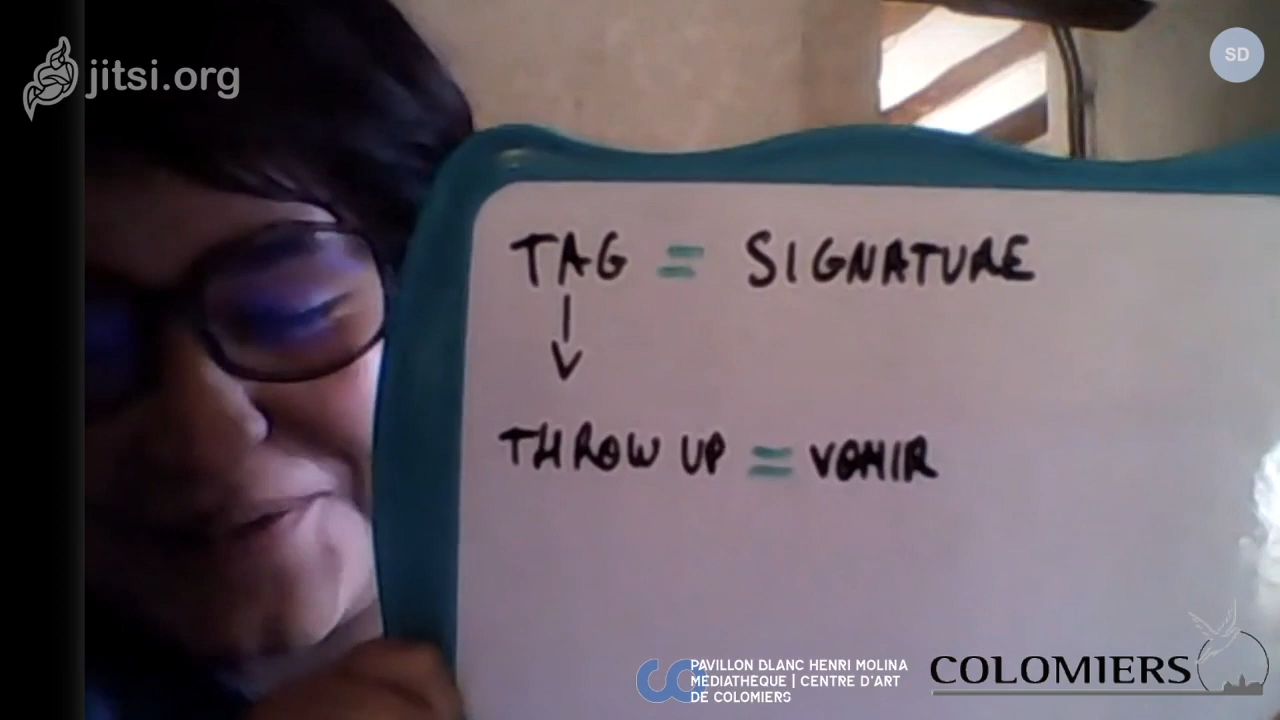 jitsi.org
SD
TAG = SIGNATURE
THROW UP = VOMIR
PAVILLON BLANC HENRI MOLINA
MÉDIATHÈQUE | CENTRE D'ART
DE COLOMIERS
COLOMIERS